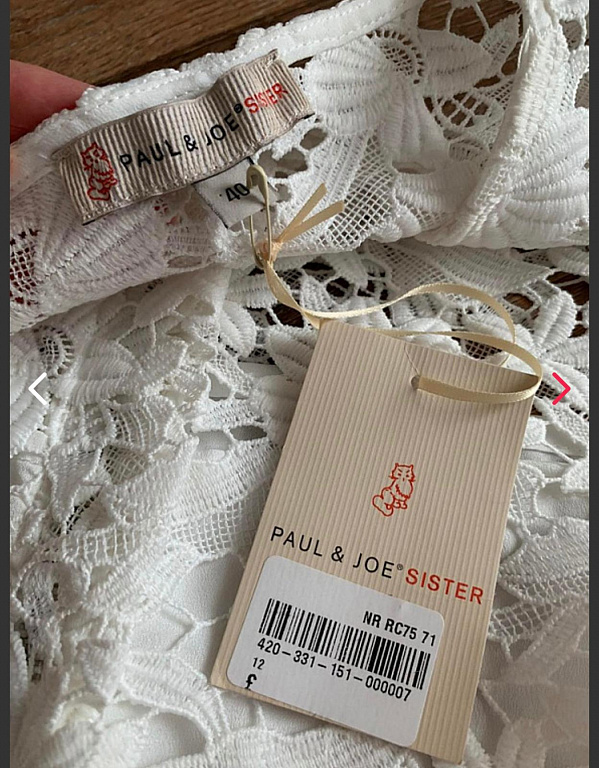 PAUL & JOE® SISTER
40
PAUL & JOE® SISTER
NR RC75 71
420-331-151-000007
12
£